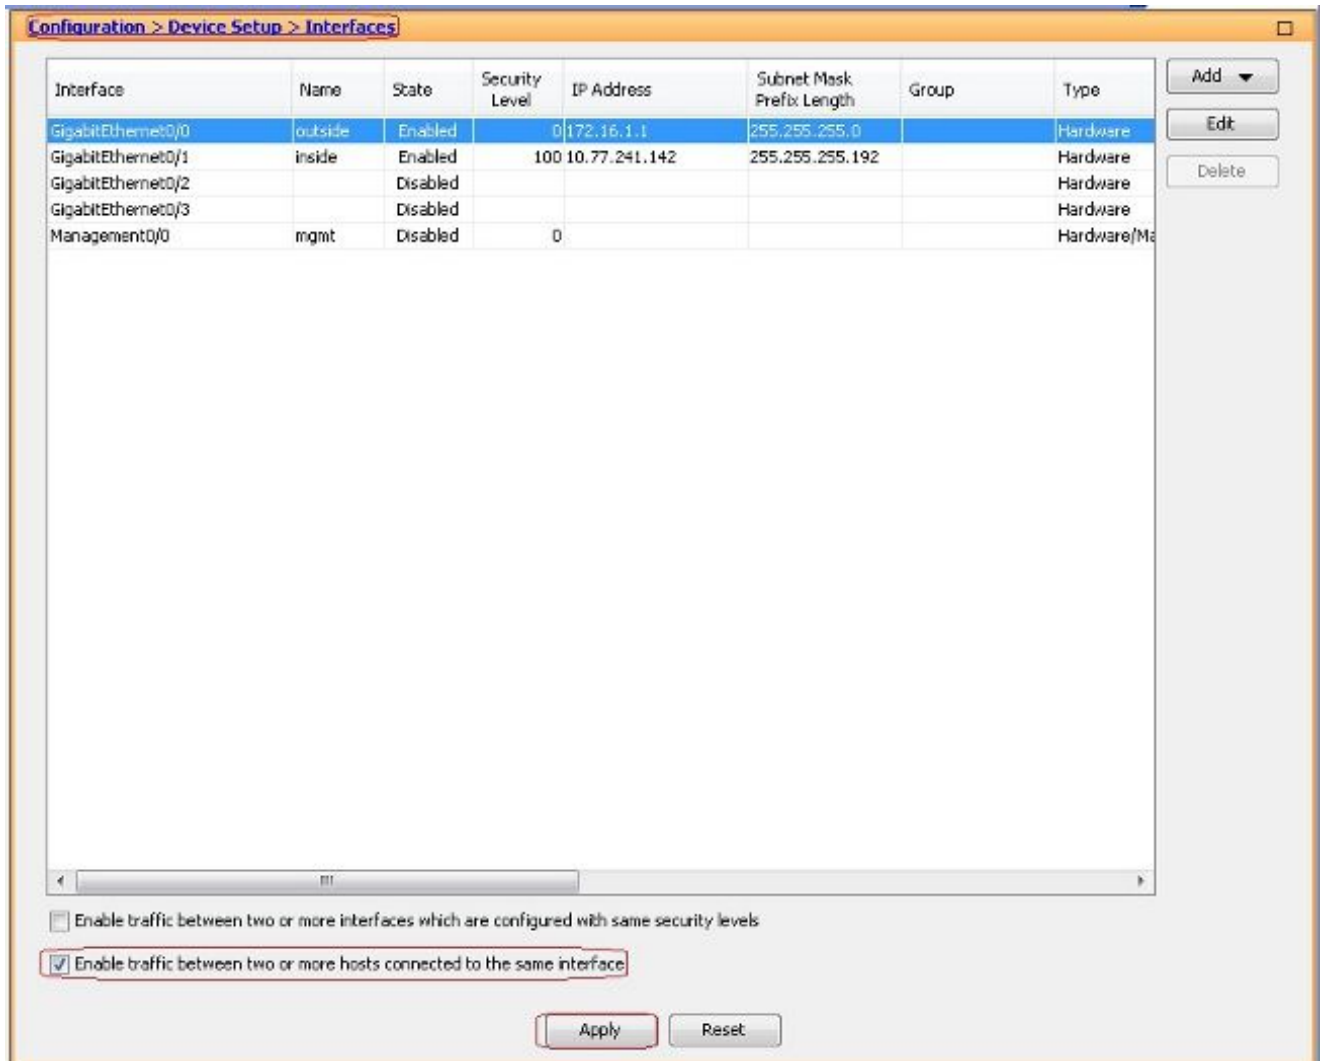 Configuration > Device Setup > Interfaces
Interface Name State Security Level IP Address Subnet Mask Prefix Length Group Type
GigabitEthernet0/0 outside Enabled 0 172.16.1.1 255.255.255.0 Hardware
GigabitEthernet0/1 inside Enabled 100 10.77.241.142 255.255.255.192 Hardware
GigabitEthernet0/2 Disabled Hardware
GigabitEthernet0/3 Disabled Hardware
Management0/0 mgmt Disabled 0 Hardware/Ma
Add
Edit
Delete
Enable traffic between two or more interfaces which are configured with same security levels
Enable traffic between two or more hosts connected to the same interface
Apply Reset